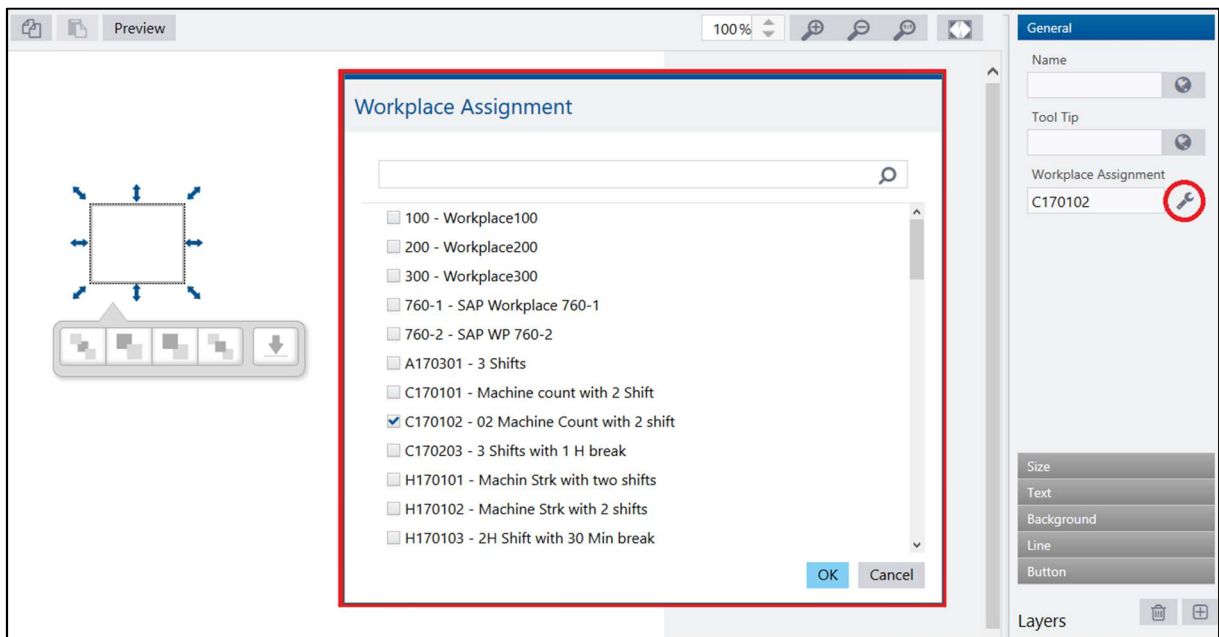 Preview
100%
General
Name
Tool Tip
Workplace Assignment
C170102
Workplace Assignment
100 - Workplace100
200 - Workplace200
300 - Workplace300
760-1 - SAP Workplace 760-1
760-2 - SAP WP 760-2
A170301 - 3 Shifts
C170101 - Machine count with 2 Shift
C170102 - 02 Machine Count with 2 shift
C170203 - 3 Shifts with 1 H break
H170101 - Machin Strk with two shifts
H170102 - Machine Strk with 2 shifts
H170103 - 2H Shift with 30 Min break
OK Cancel
Size
Text
Background
Line
Button
Layers